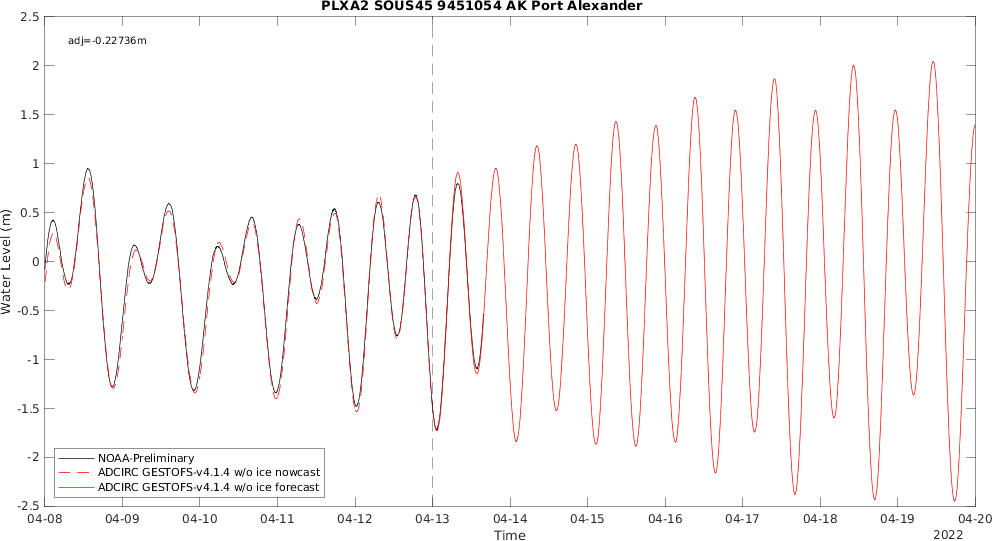 PLXA2 SOUS45 9451054 AK Port Alexander
adj=-0.22736m
2.5
2
1.5
1
0.5
0
-0.5
-1
-1.5
-2
-2.5
Water Level (m)
NOAA-Preliminary
ADCIRC GESTOFS-v4.1.4 w/o ice nowcast
ADCIRC GESTOFS-v4.1.4 w/o ice forecast
04-08 04-09 04-10 04-11 04-12 04-13 04-14 04-15 04-16 04-17 04-18 04-19 04-20
Time
2022